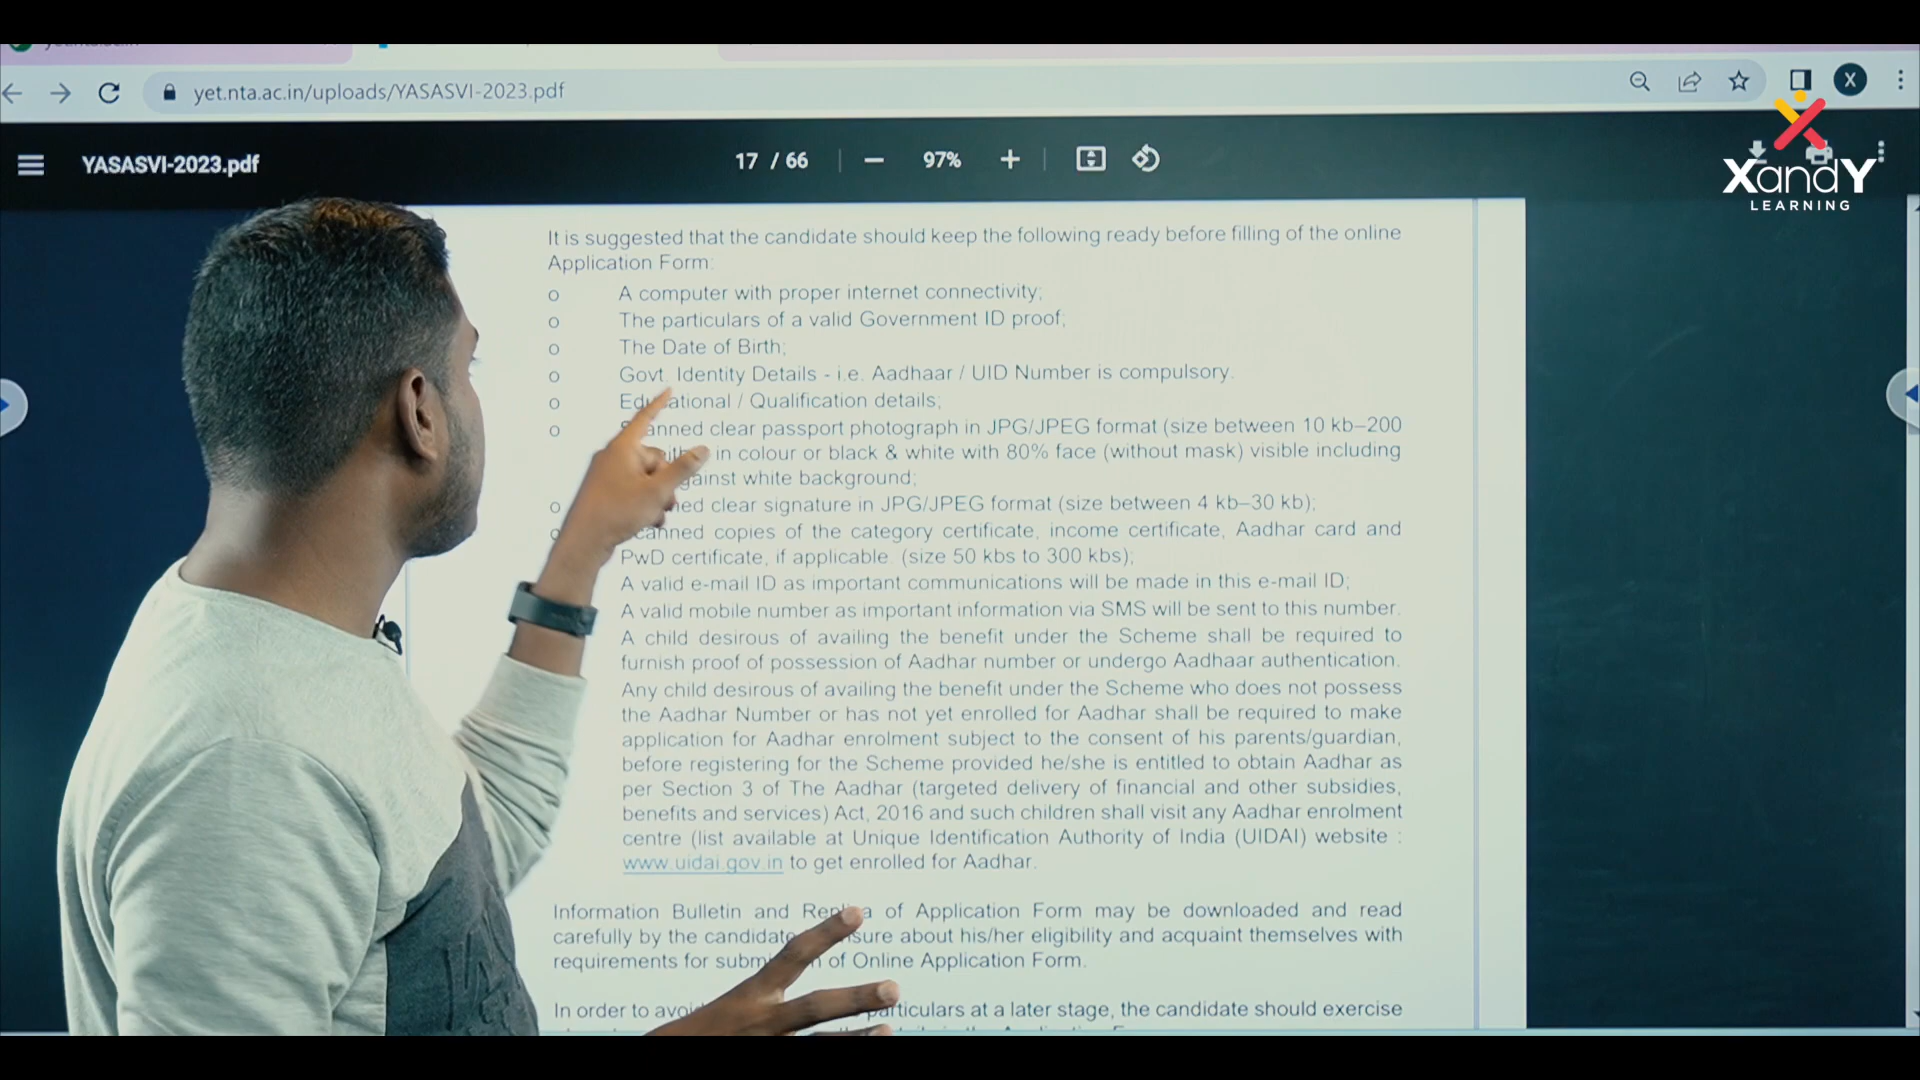 yet.nta.ac.in/uploads/YASASVI-2023.pdf
X
YASASVI-2023.pdf
17 / 66
97%
XandY
LEARNING
It is suggested that the candidate should keep the following ready before filling of the online
Application Form:
o A computer with proper internet connectivity;
o The particulars of a valid Government ID proof;
o The Date of Birth;
o Govt. Identity Details - i.e. Aadhaar / UID Number is compulsory.
o Educational / Qualification details;
o clear passport photograph in JPG/JPEG format (size between 10 kb–200
in colour or black & white with 80% face (without mask) visible including
against white background;
o clear signature in JPG/JPEG format (size between 4 kb–30 kb);
o Scanned copies of the category certificate, income certificate, Aadhar card and
PwD certificate, if applicable. (size 50 kbs to 300 kbs);
A valid e-mail ID as important communications will be made in this e-mail ID;
A valid mobile number as important information via SMS will be sent to this number.
A child desirous of availing the benefit under the Scheme shall be required to
furnish proof of possession of Aadhar number or undergo Aadhaar authentication.
Any child desirous of availing the benefit under the Scheme who does not possess
the Aadhar Number or has not yet enrolled for Aadhar shall be required to make
application for Aadhar enrolment subject to the consent of his parents/guardian,
before registering for the Scheme provided he/she is entitled to obtain Aadhar as
per Section 3 of The Aadhar (targeted delivery of financial and other subsidies,
benefits and services) Act, 2016 and such children shall visit any Aadhar enrolment
centre (list available at Unique Identification Authority of India (UIDAI) website :
www.uidai.gov.in to get enrolled for Aadhar.
Information Bulletin and Replica of Application Form may be downloaded and read
carefully by the candidate ensure about his/her eligibility and acquaint themselves with
requirements for submission of Online Application Form.
In order to avoid particulars at a later stage, the candidate should exercise